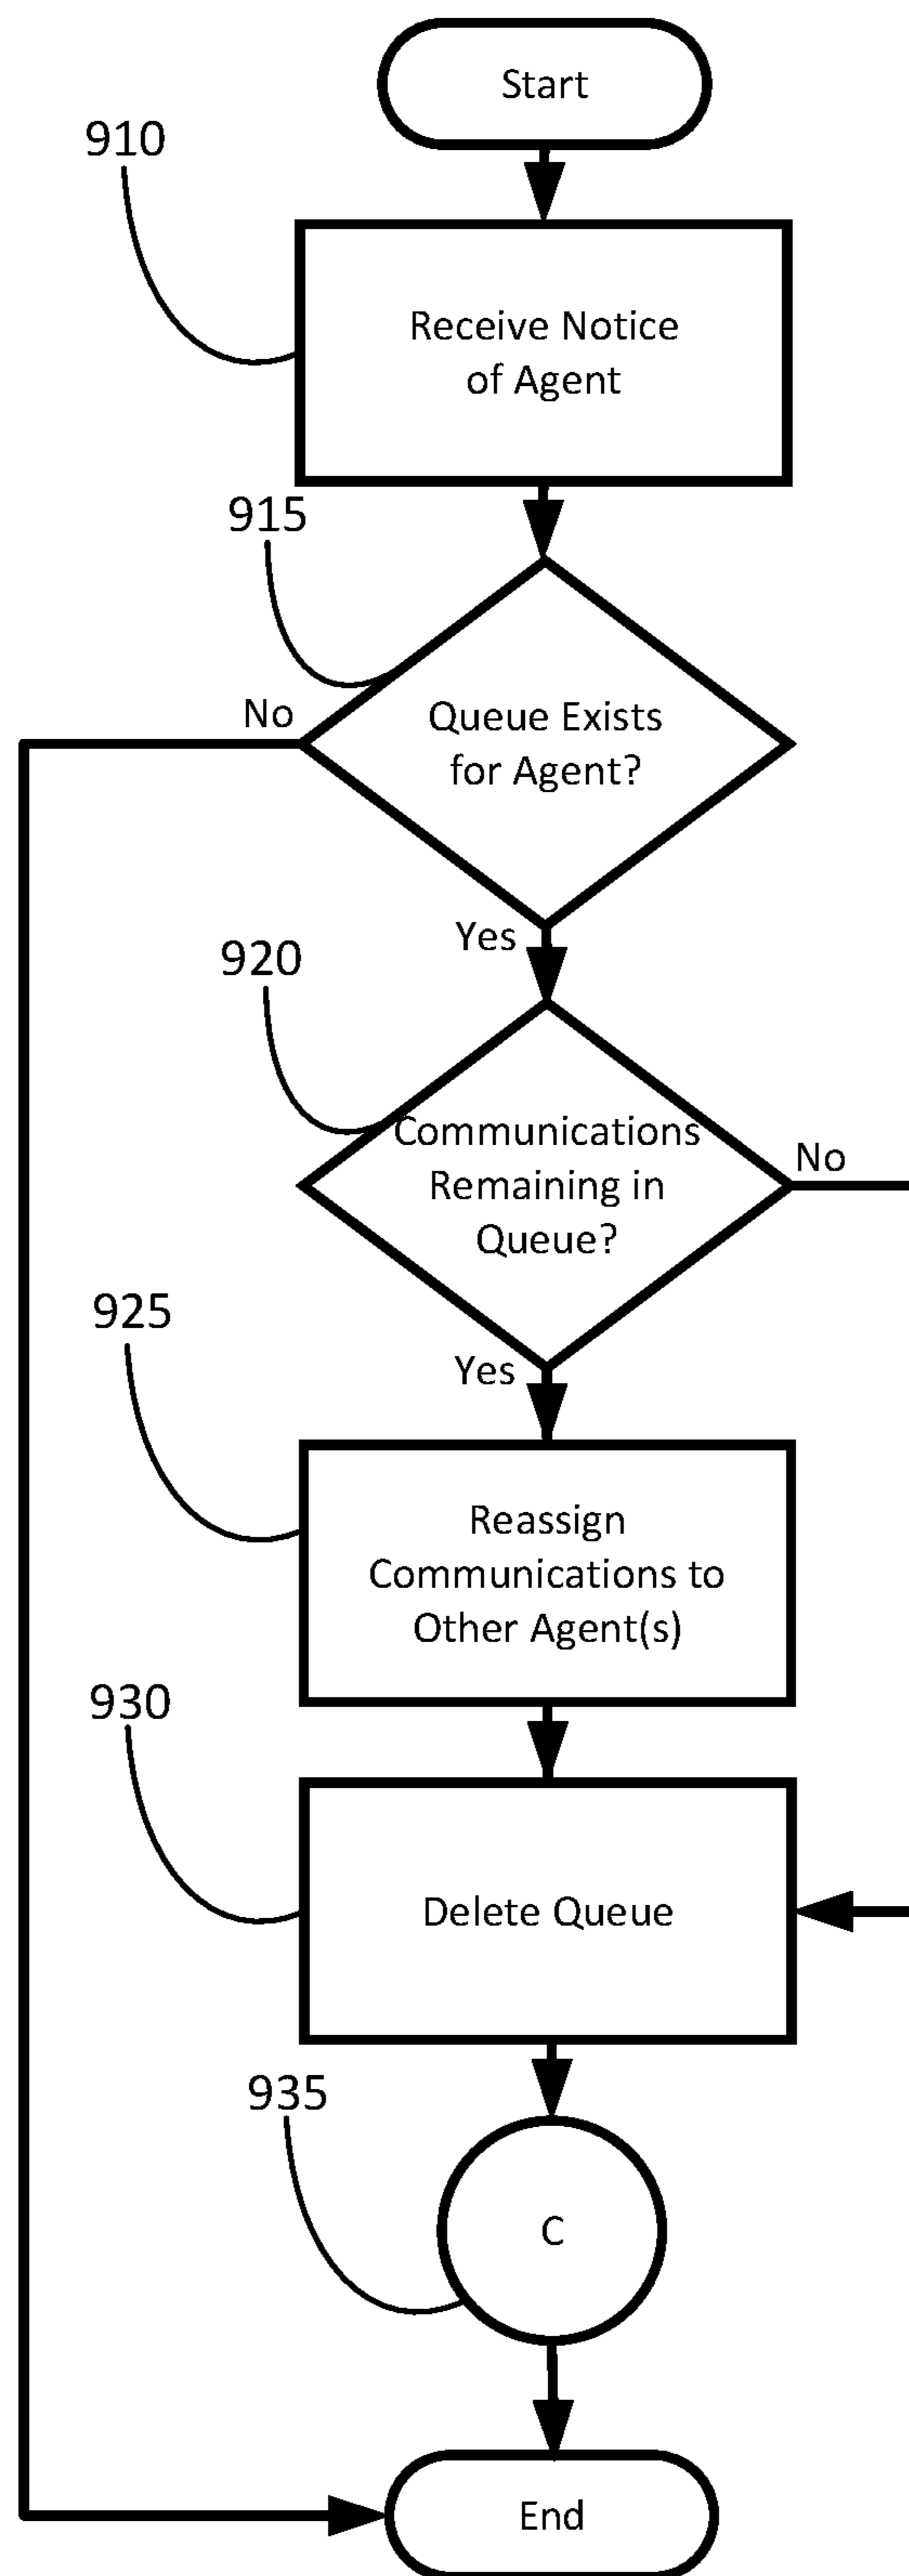 Start
910
Receive Notice
of Agent
915
No
Queue Exists
for Agent?
Yes
920
Communications
Remaining in
Queue?
No
Yes
925
Reassign
Communications to
Other Agent(s)
930
Delete Queue
935
C
End